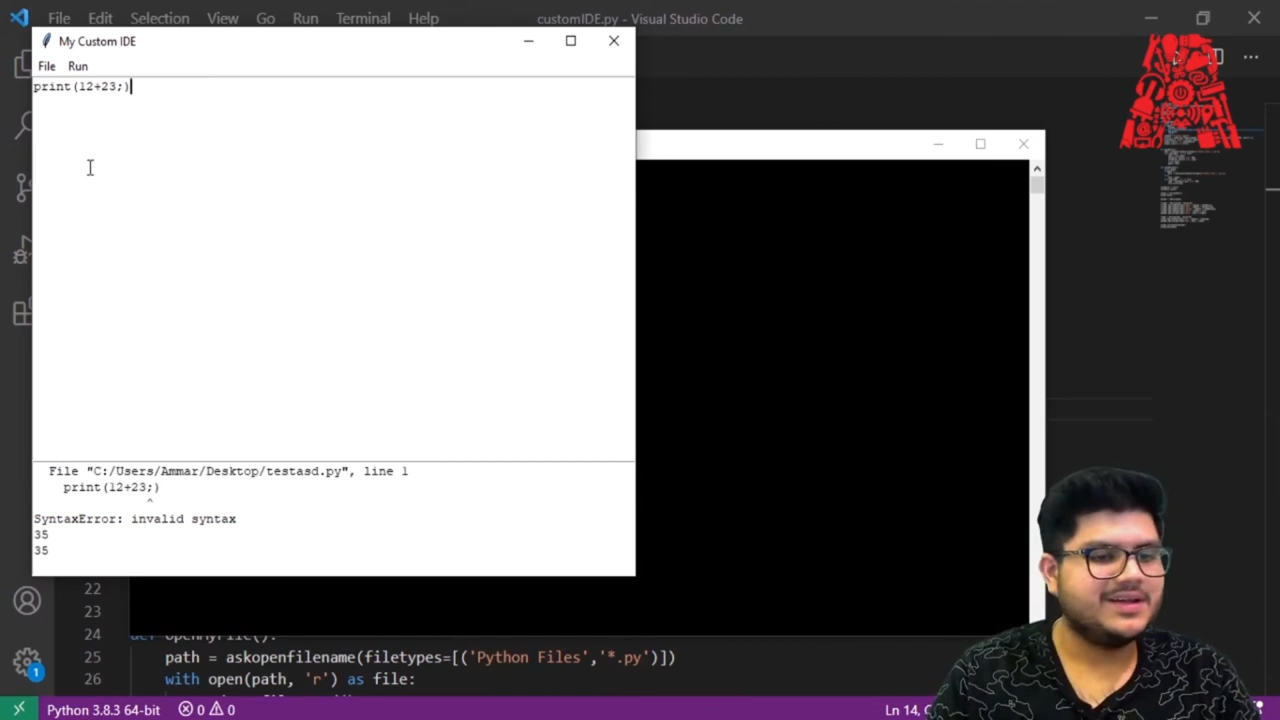 File Edit Selection View Go Run Terminal Help customIDE.py - Visual Studio Code
My Custom IDE
File Run
print(12+23;)
File "C:/Users/Ammar/Desktop/testasd.py", line 1
print(12+23;)
^
SyntaxError: invalid syntax
35
35
22
23
24
25 path = askopenfilename(filetypes=[('Python Files','*.py')])
26 with open(path, 'r') as file:
1
Python 3.8.3 64-bit 0 0 Ln 14, C